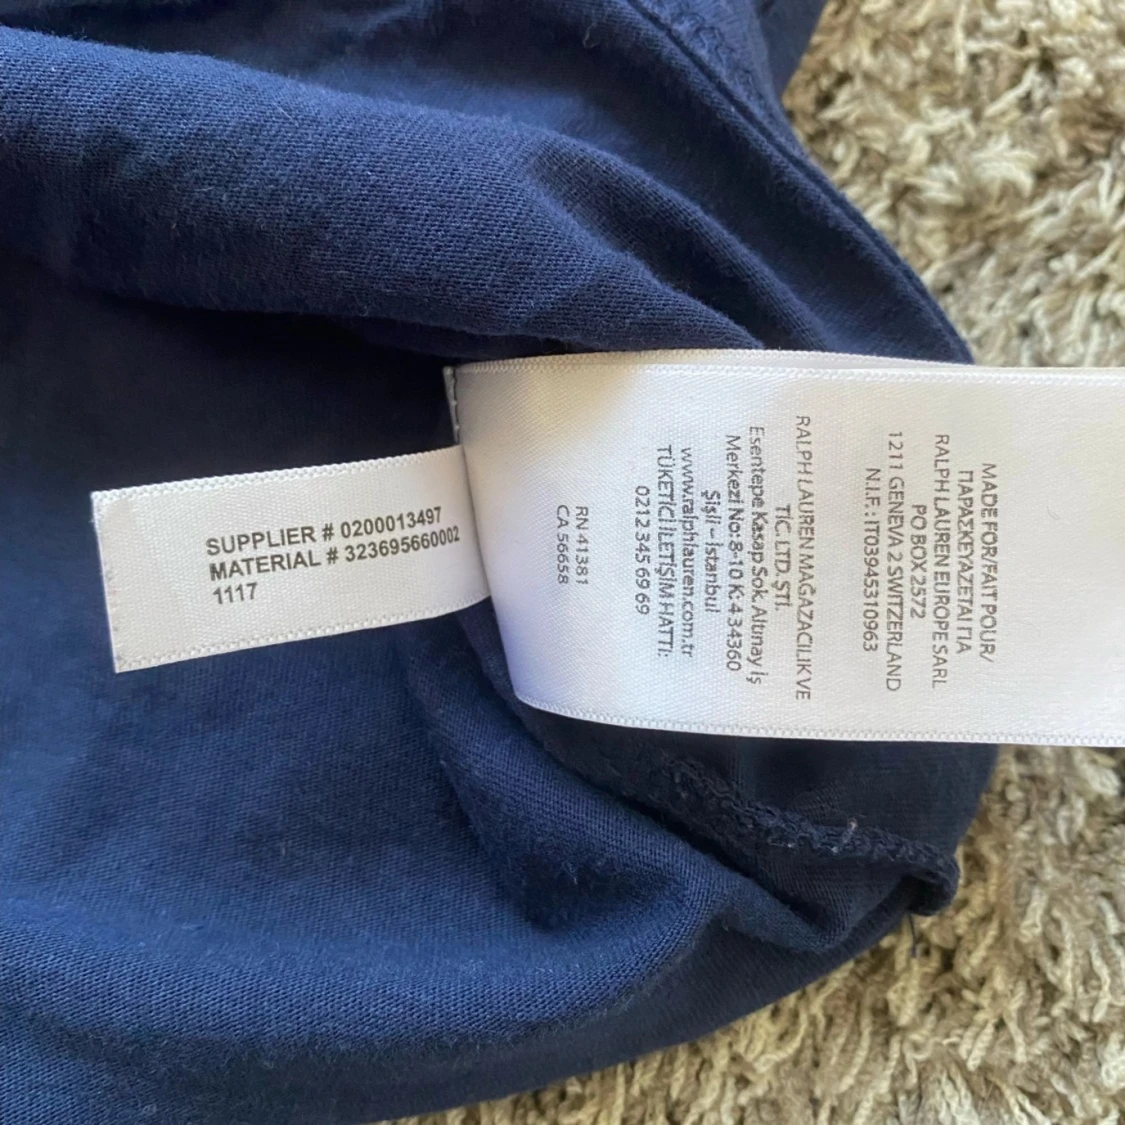 SUPPLIER # 0200013497
MATERIAL # 323695660002
1117
MADE FOR/FAIT POUR/
ΠΑΡΑΣΚΕΥΑΖΕΤΑΙ ΓΙΑ
RALPH LAUREN EUROPE SARL
PO BOX 2572
1211 GENEVA 2 SWITZERLAND
N.I.F. : IT03945310963
RALPH LAUREN MAĞAZACILIK VE
TİC. LTD. ŞTİ.
Esentepe Kasap Sok. Altınay İş
Merkezi No: 8-10 K: 4 34360
Şişli - İstanbul
www.ralphlauren.com.tr
TÜKETİCİ İLETİŞİM HATTI:
0212 345 69 69
RN 41381
CA 56658